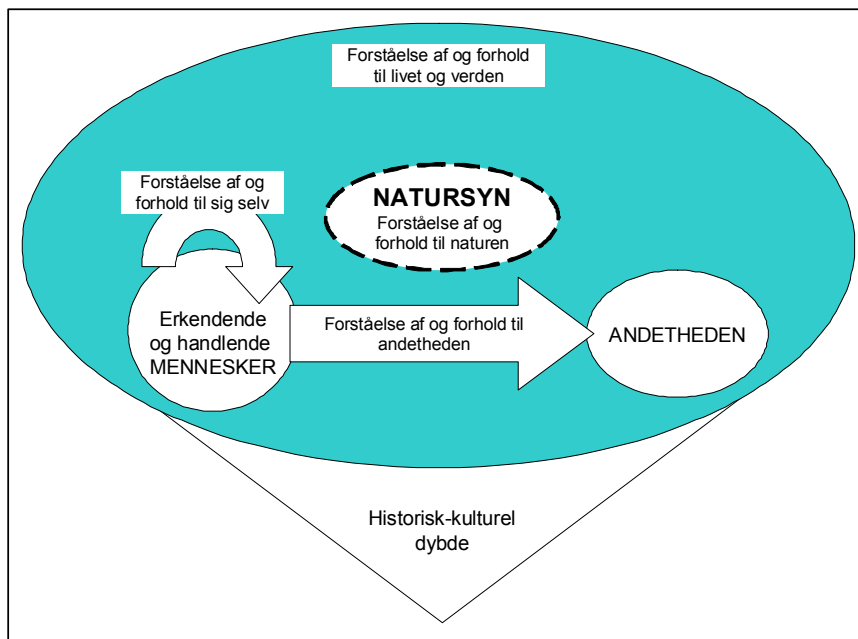 Forståelse af og forhold
til livet og verden
Forståelse af og
forhold til sig selv
NATURSYN
Forståelse af og
forhold til naturen
Erkendende
og handlende
MENNESKER
Forståelse af og forhold til
andetheden
ANDETHEDEN
Historisk-kulturel
dybde